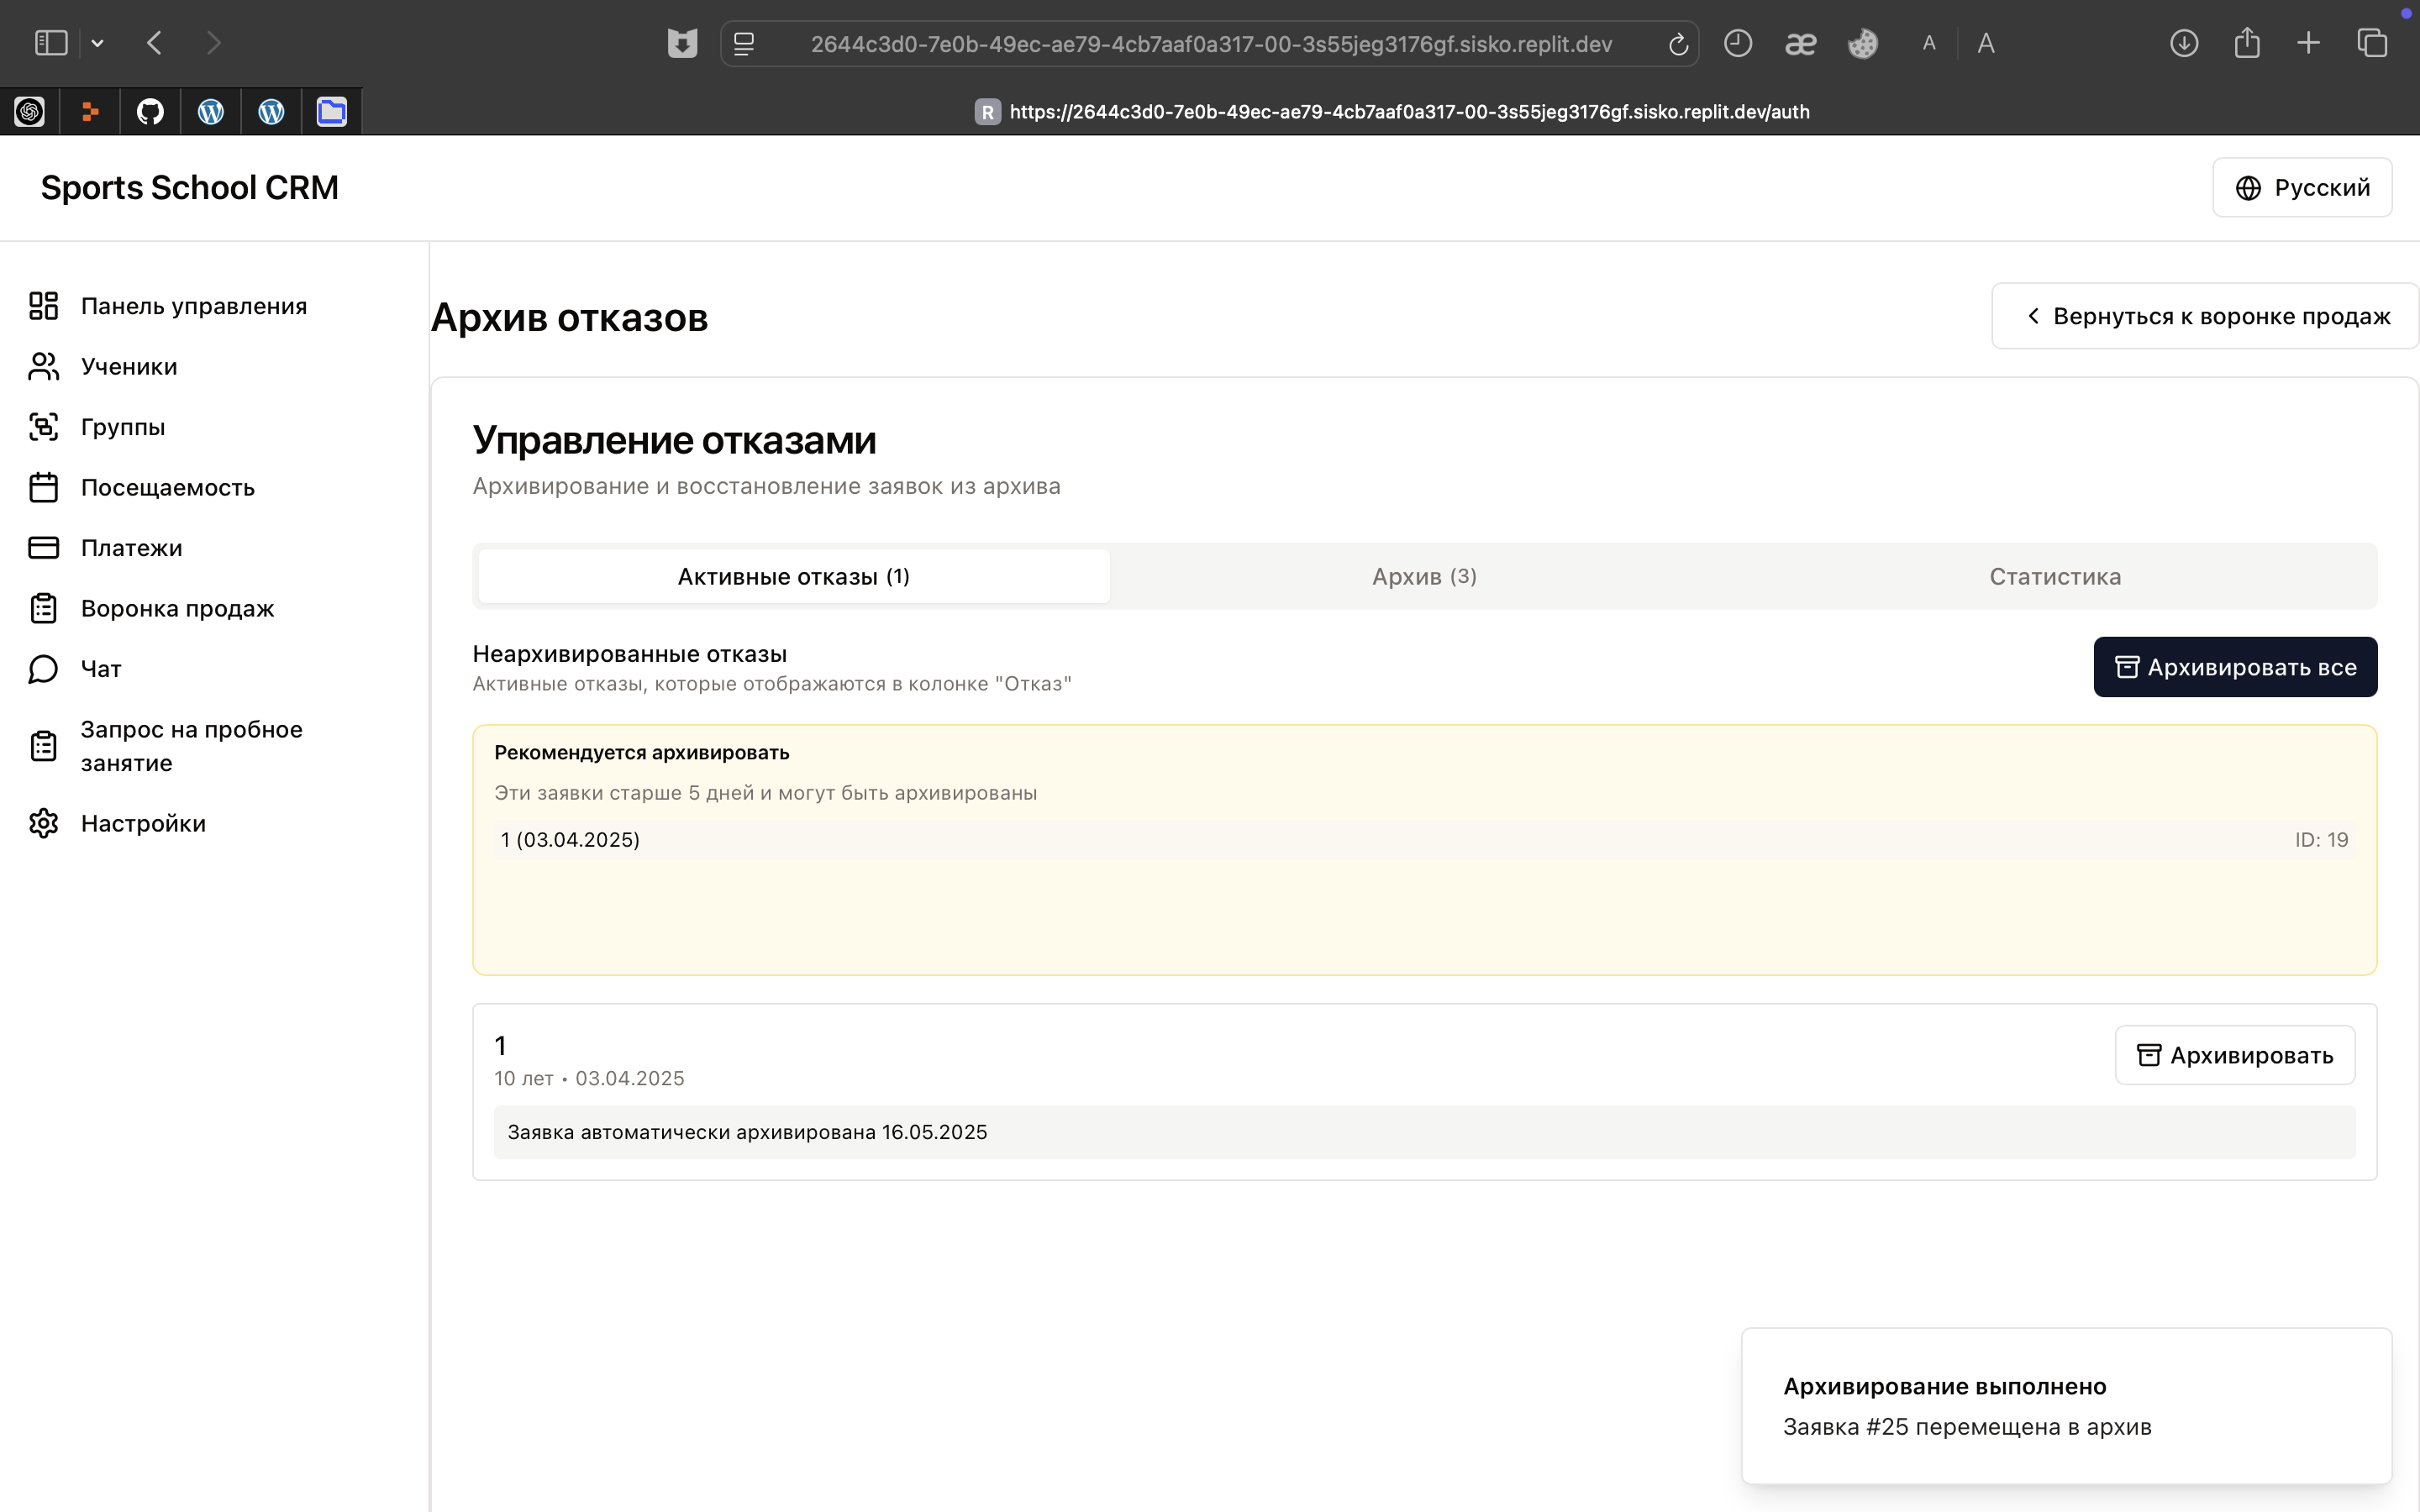 2644c3d0-7e0b-49ec-ae79-4cb7aaf0a317-00-3s55jeg3176gf.sisko.replit.dev
æ
A
A
R https://2644c3d0-7e0b-49ec-ae79-4cb7aaf0a317-00-3s55jeg3176gf.sisko.replit.dev/auth
Sports School CRM
Русский
Панель управления
Ученики
Группы
Посещаемость
Платежи
Воронка продаж
Чат
Запрос на пробное
занятие
Настройки
Архив отказов
Вернуться к воронке продаж
Управление отказами
Архивирование и восстановление заявок из архива
Активные отказы (1)
Архив (3)
Статистика
Неархивированные отказы
Активные отказы, которые отображаются в колонке "Отказ"
Архивировать все
Рекомендуется архивировать
Эти заявки старше 5 дней и могут быть архивированы
1 (03.04.2025)
ID: 19
1
10 лет • 03.04.2025
Архивировать
Заявка автоматически архивирована 16.05.2025
Архивирование выполнено
Заявка #25 перемещена в архив